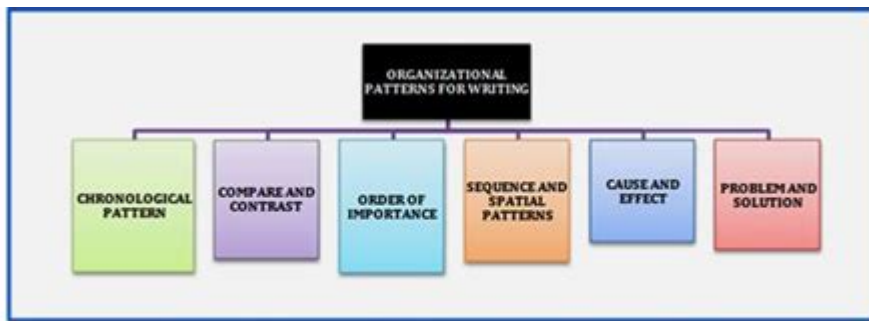 ORGANIZATIONAL
PATTERNS FOR WRITING
CHRONOLOGICAL
PATTERN
COMPARE AND
CONTRAST
ORDER OF
IMPORTANCE
SEQUENCE AND
SPATIAL
PATTERNS
CAUSE AND
EFFECT
PROBLEM AND
SOLUTION